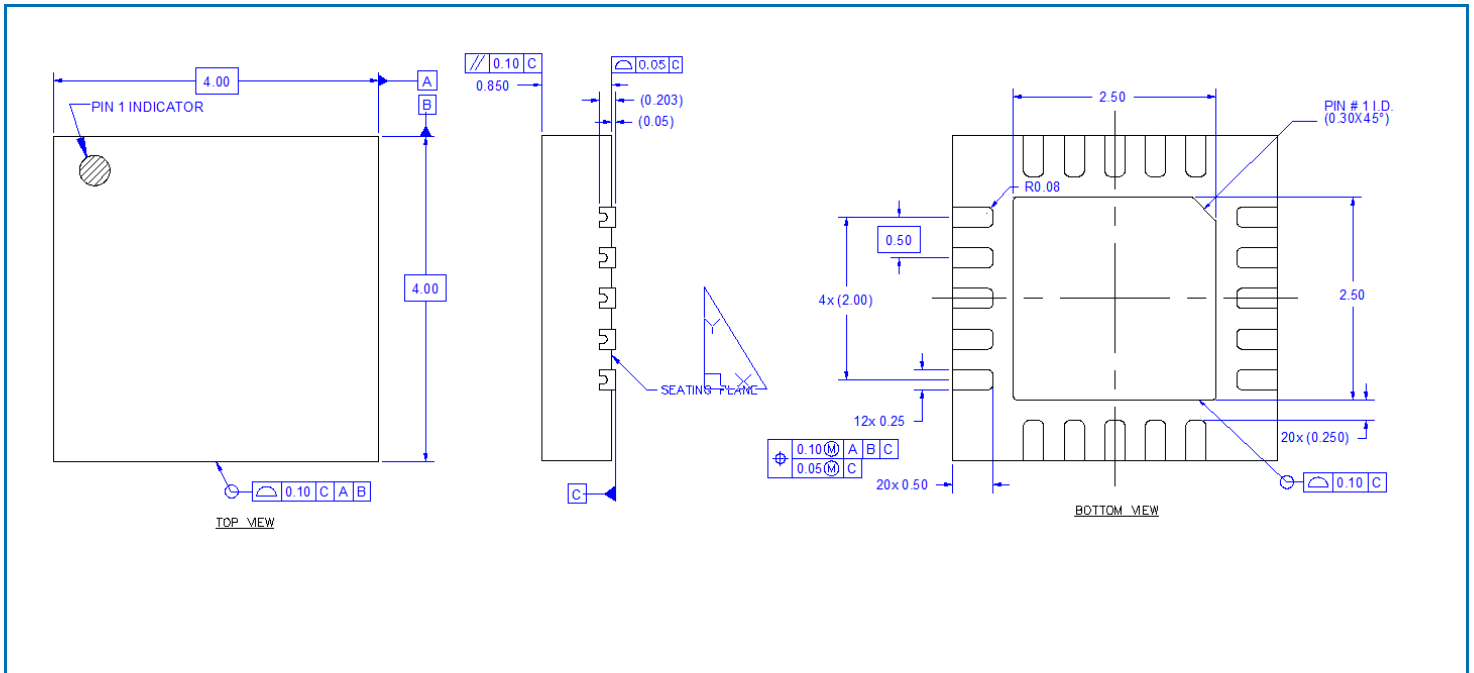 4.00
A
B
PIN 1 INDICATOR
4.00
0.10 C A B
TOP VIEW
// 0.10 C
0.850
0.05 C
(0.203)
(0.05)
SEATING PLANE
Y
X
C
2.50
PIN # 1 I.D.
(0.30X45°)
R0.08
0.50
4x (2.00)
2.50
12x 0.25
0.10 Ⓜ A B C
0.05 Ⓜ C
20x 0.50
20x (0.250)
0.10 C
BOTTOM VIEW